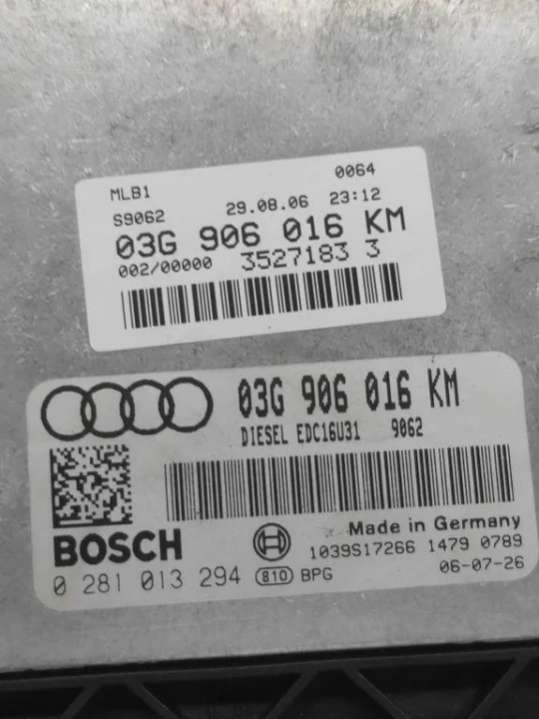 MLB1 0064
S9062 29.08.06 23:12
03G 906 016 KM
002/00000 3527183 3
03G 906 016 KM
DIESEL EDC16U31 9062
BOSCH
Made in Germany
1039S17266 1479 0789
0 281 013 294 810 BPG
06-07-26